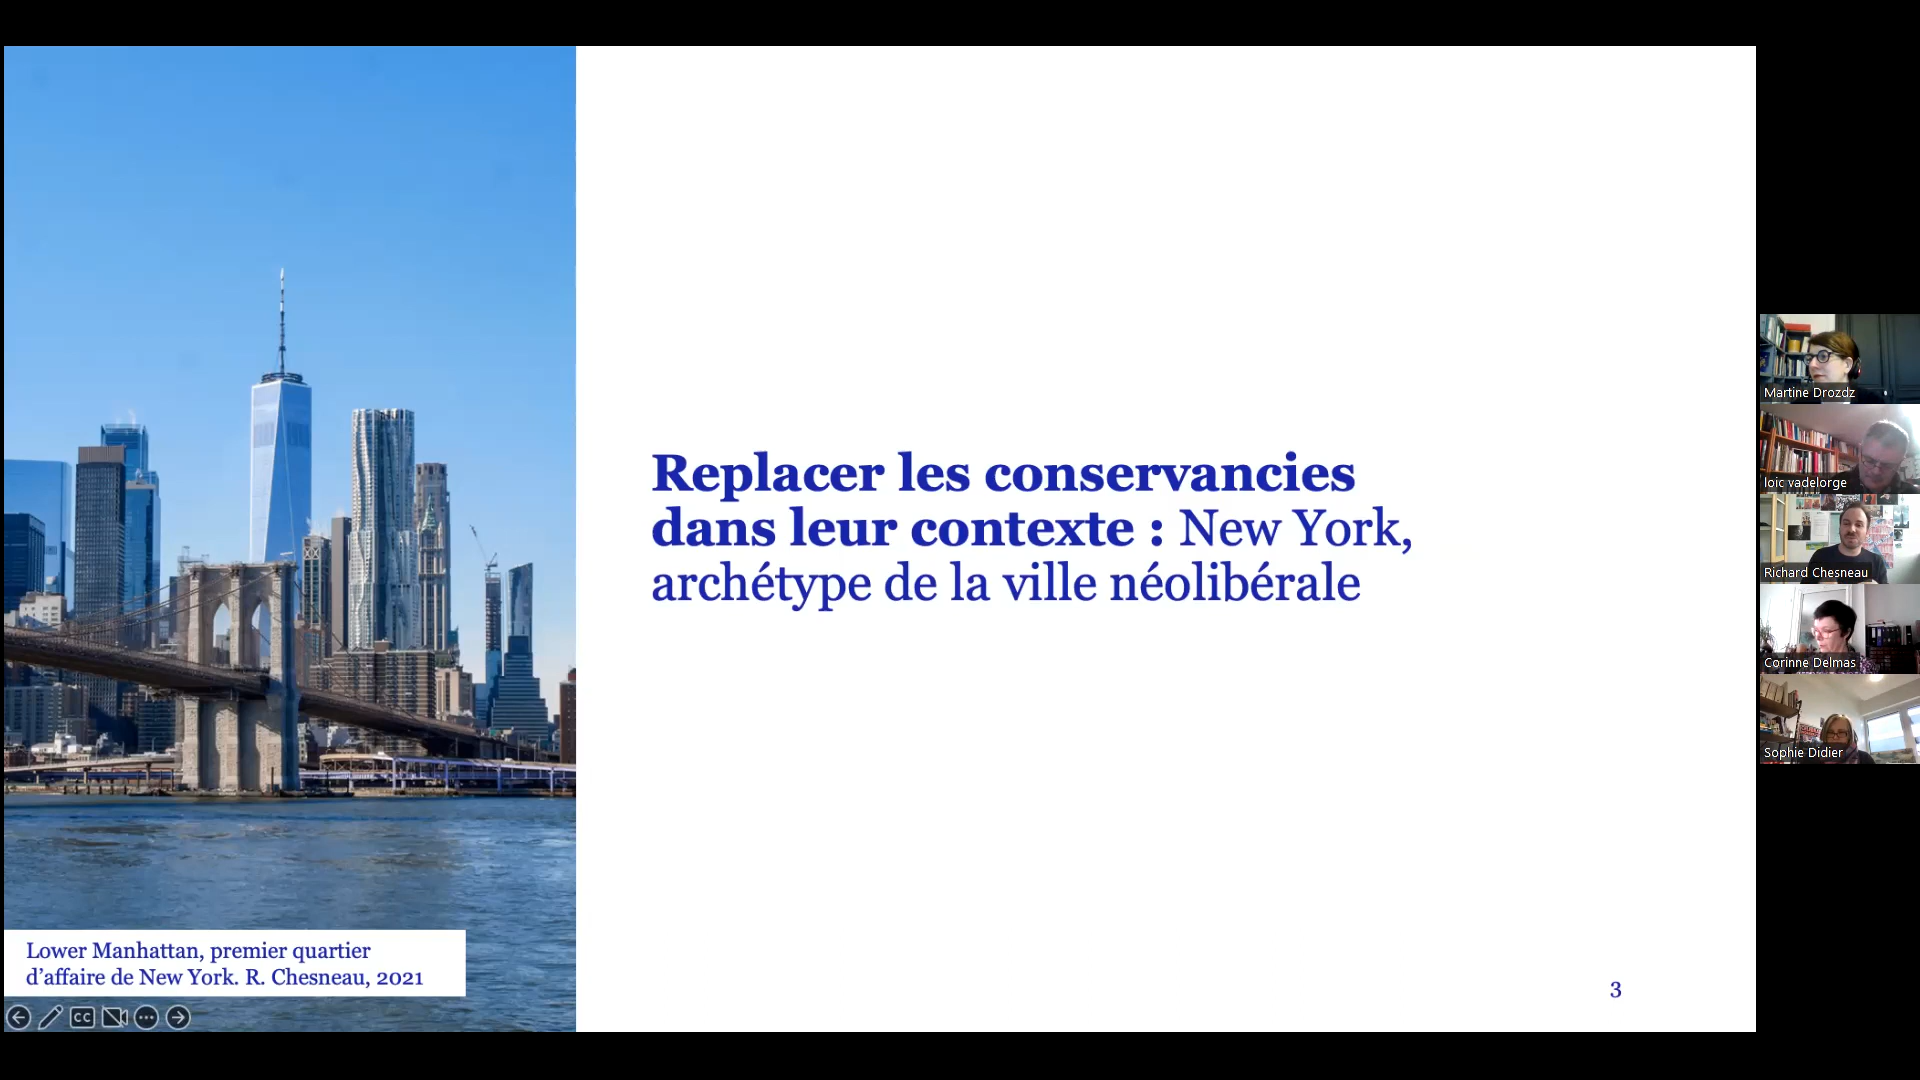 Replacer les conservancies
dans leur contexte : New York,
archétype de la ville néolibérale
Lower Manhattan, premier quartier
d'affaire de New York. R. Chesneau, 2021
3
CC
Martine Drozdz
loic vadelorge
Richard Chesneau
Corinne Delmas
Sophie Didier